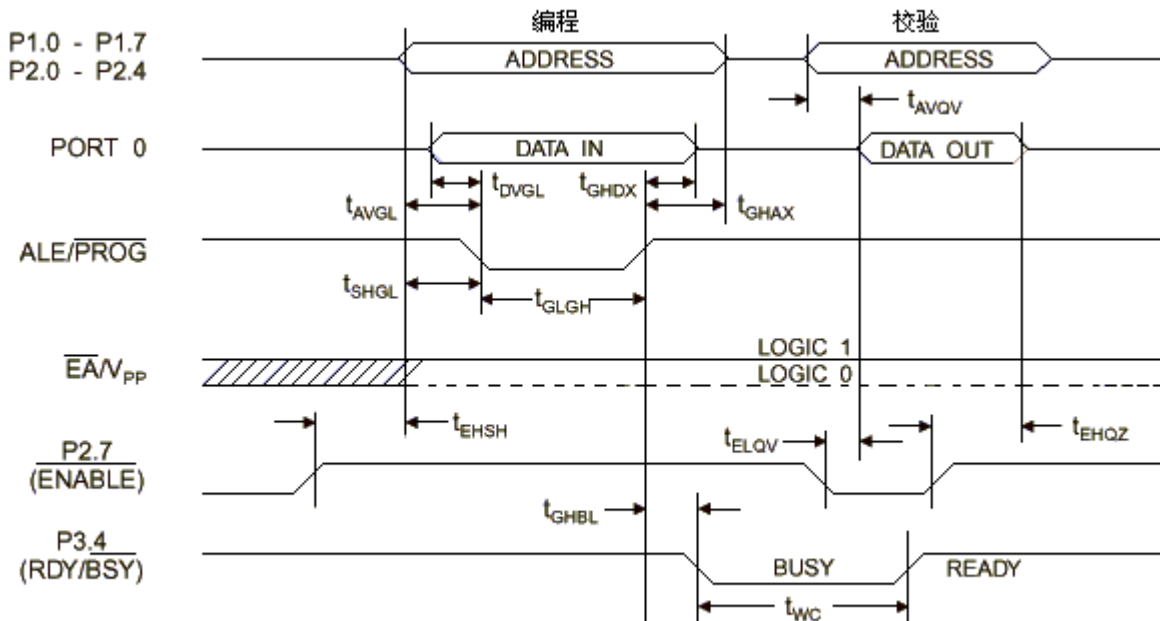 编程
校验
P1.0 - P1.7
P2.0 - P2.4
ADDRESS
ADDRESS
tAVQV
PORT 0
DATA IN
DATA OUT
tDVGL
tGHDX
tAVGL
tGHAX
ALE/PROG
tSHGL
tGLGH
LOGIC 1
EA/VPP
LOGIC 0
tEHSH
tELQV
tEHQZ
P2.7
(ENABLE)
tGHBL
P3.4
(RDY/BSY)
BUSY
READY
tWC